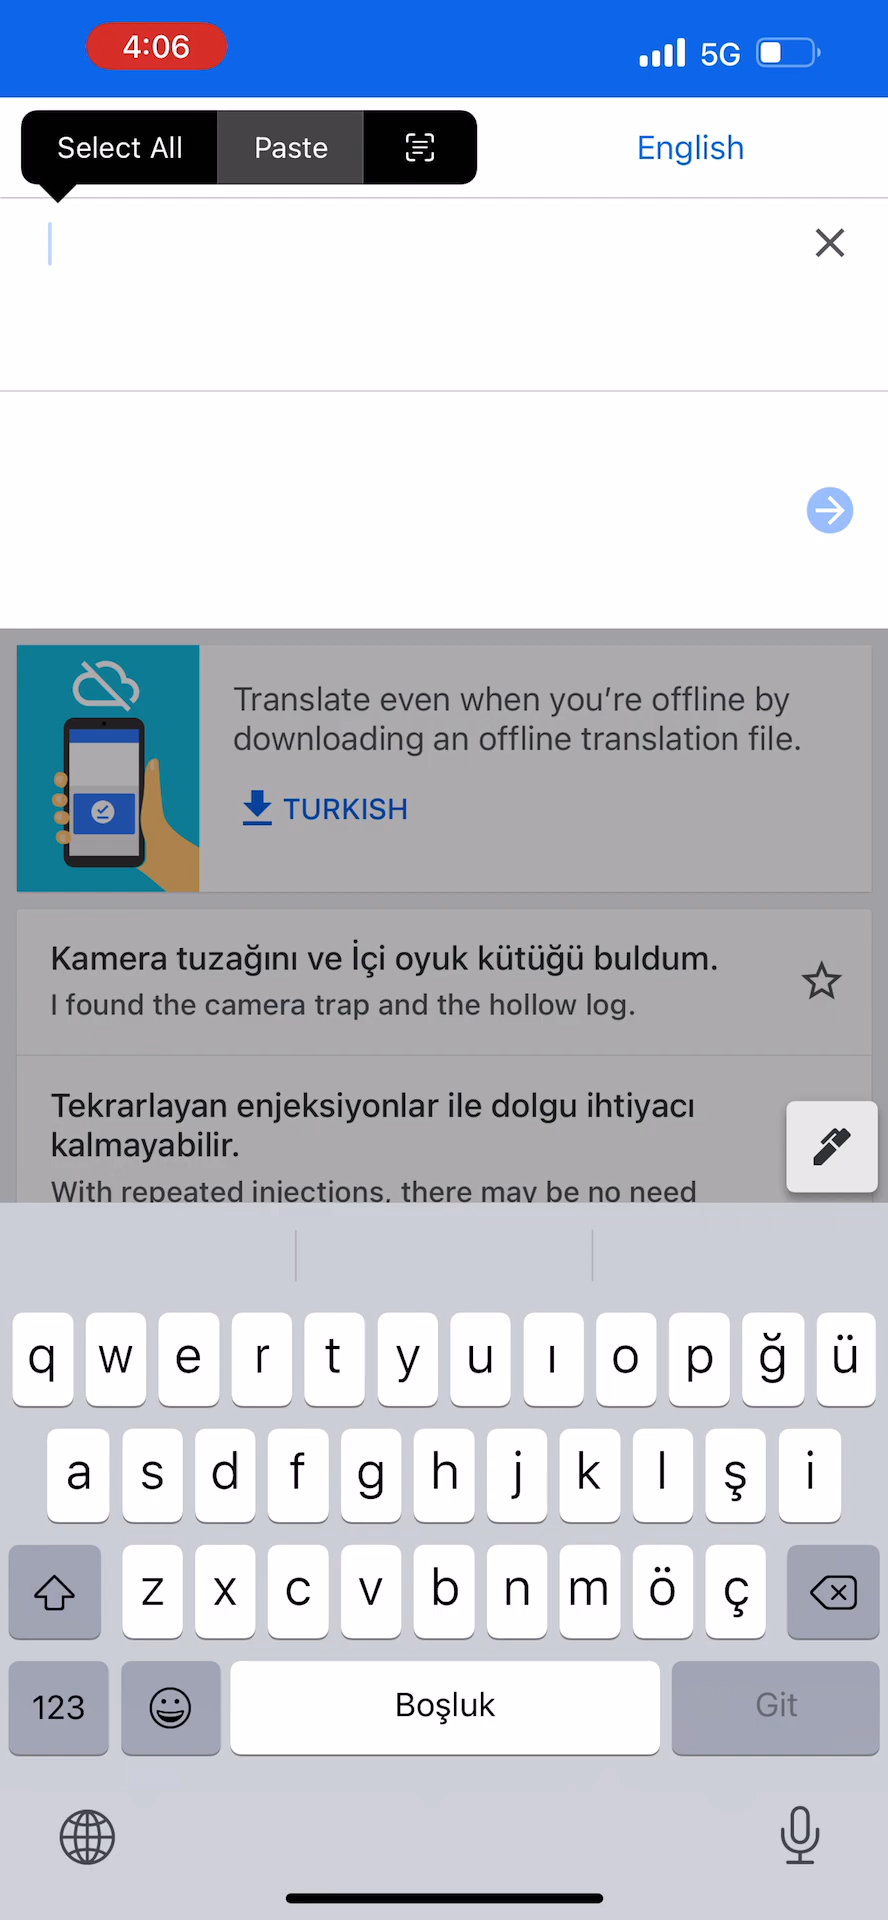 4:06
5G
Select All
Paste
English
Translate even when you're offline by
downloading an offline translation file.
TURKISH
Kamera tuzağını ve İçi oyuk kütüğü buldum.
I found the camera trap and the hollow log.
Tekrarlayan enjeksiyonlar ile dolgu ihtiyacı
kalmayabilir.
With repeated injections, there may be no need
q w e r t y u ı o p ğ ü
a s d f g h j k l ş i
z x c v b n m ö ç
123
Boşluk
Git